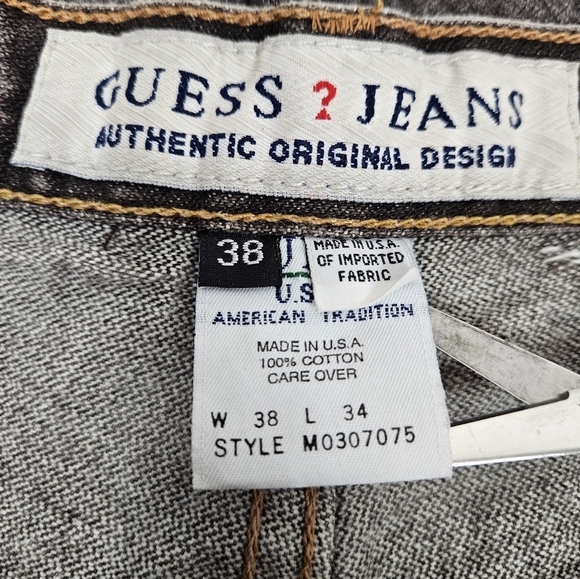 GUESS ? JEANS
AUTHENTIC ORIGINAL DESIGN
38
MADE IN U.S.A.
OF IMPORTED
FABRIC
U.S
AMERICAN TRADITION
MADE IN U.S.A.
100% COTTON
CARE OVER
W 38 L 34
STYLE M0307075